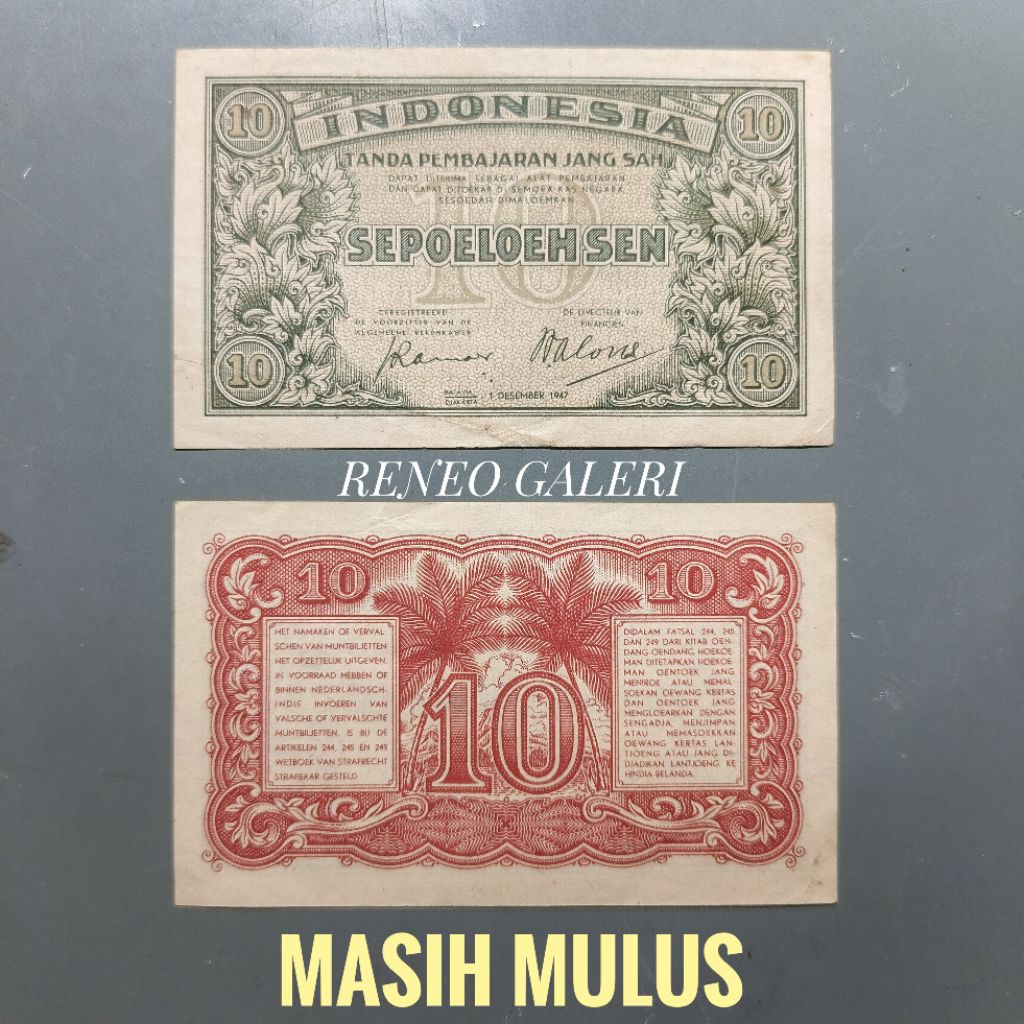 10 INDONESIA 10
TANDA PEMBAJARAN JANG SAH
DAPAT DITERIMA SEBAGAI ALAT PEMBAJARAN
DAN DAPAT DITOEKAR DI SEMOEA KAS NEGARA
SESOEDAH DIMALOEMKAN
10
SEPOELOEH SEN
GEREGISTREERD
DE VOORZITTER VAN DE
ALGEMEENE REKENKAMER
DE DIRECTEUR VAN
FINANCIEN
10 10
BATAVIA
DJAKARTA , 1 DESEMBER 1947
RENEO GALERI
10 10
HET NAMAKEN OF VERVAL
SCHEN VAN MUNTBILJETTEN
HET OPZETTELIJK UITGEVEN,
IN VOORRAAD HEBBEN OF
BINNEN NEDERLANDSCH-
INDIE INVOEREN VAN
VALSCHE OF VERVALSCHTE
MUNTBILJETTEN, IS BIJ DE
ARTIKELEN 244, 245 EN 249
WETBOEK VAN STRAFRECHT
STRAFBAAR GESTELD
10
DIDALAM FATSAL 244, 245
DAN 249 DARI KITAB OEN-
DANG-OENDANG HOEKOE
MAN DITETAPKAN HOEKOE-
MAN OENTOEK JANG
MENIROE ATAU MEMAL-
SOEKAN OEWANG KERTAS
DAN OENTOEK JANG
MENGLOEARKAN DENGAN
SENGADJA, MENJIMPAN
ATAU MEMASOEKKAN
OEWANG KERTAS LAN-
TJOENG ATAU JANG DI-
DJADIKAN LANTJOENG KE
HINDIA BELANDA.
MASIH MULUS